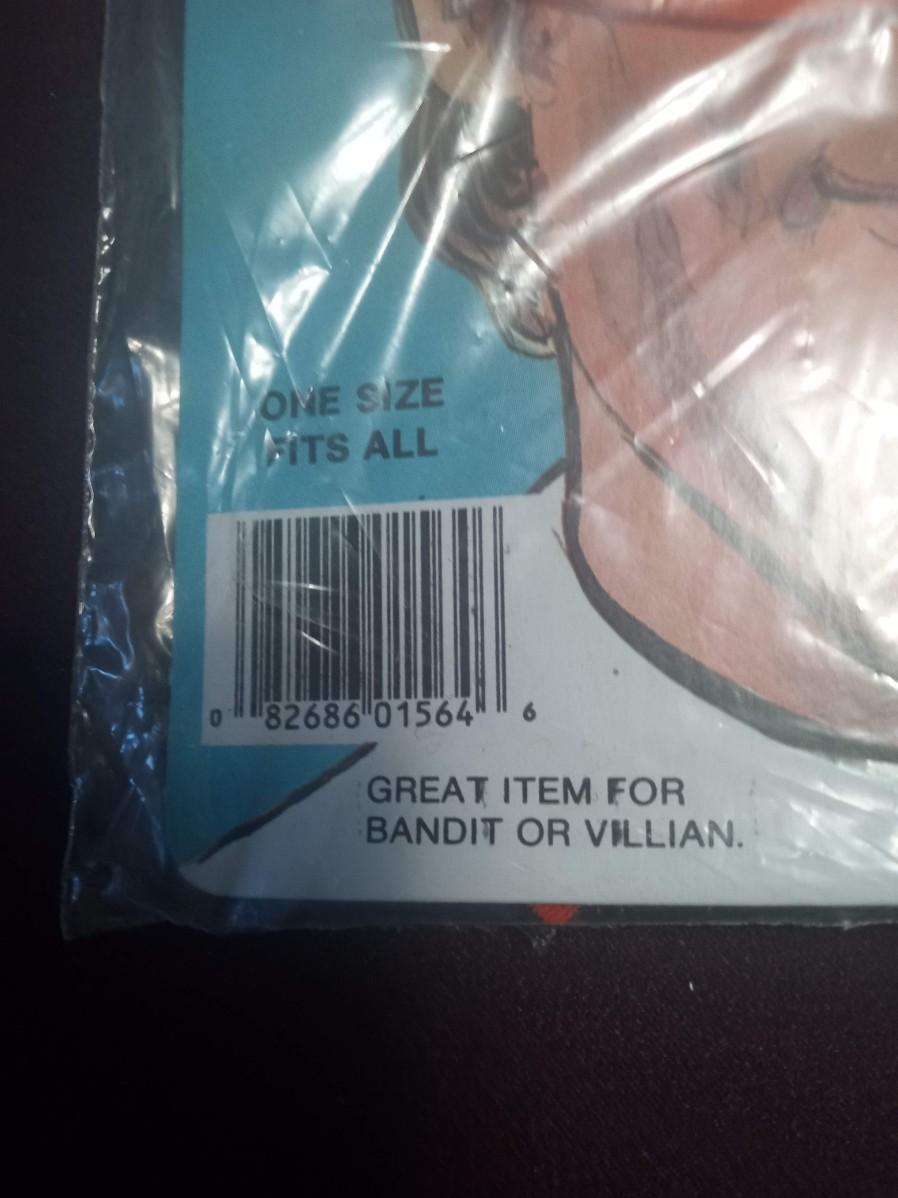 ONE SIZE
FITS ALL
0 82686 01564 6
GREAT ITEM FOR
BANDIT OR VILLIAN.